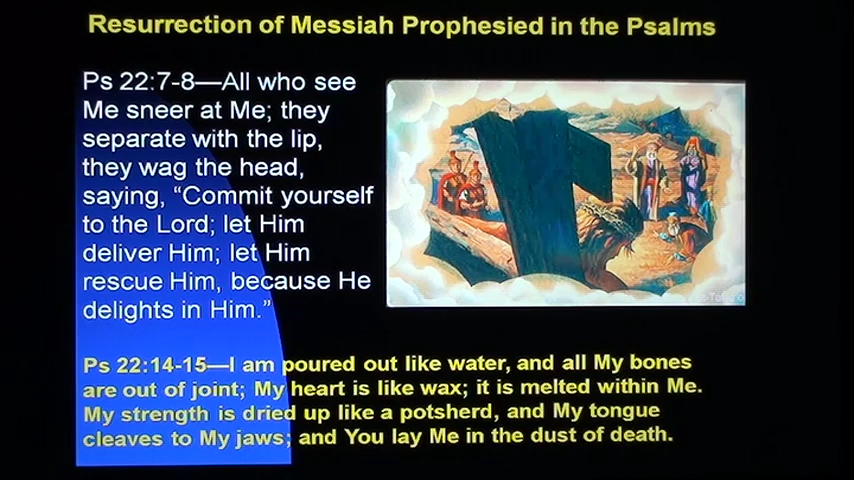 Resurrection of Messiah Prophesied in the Psalms
Ps 22:7-8—All who see
Me sneer at Me; they
separate with the lip,
they wag the head,
saying, “Commit yourself
to the Lord; let Him
deliver Him; let Him
rescue Him, because He
delights in Him.”
Ps 22:14-15—I am poured out like water, and all My bones
are out of joint; My heart is like wax; it is melted within Me.
My strength is dried up like a potsherd, and My tongue
cleaves to My jaws; and You lay Me in the dust of death.